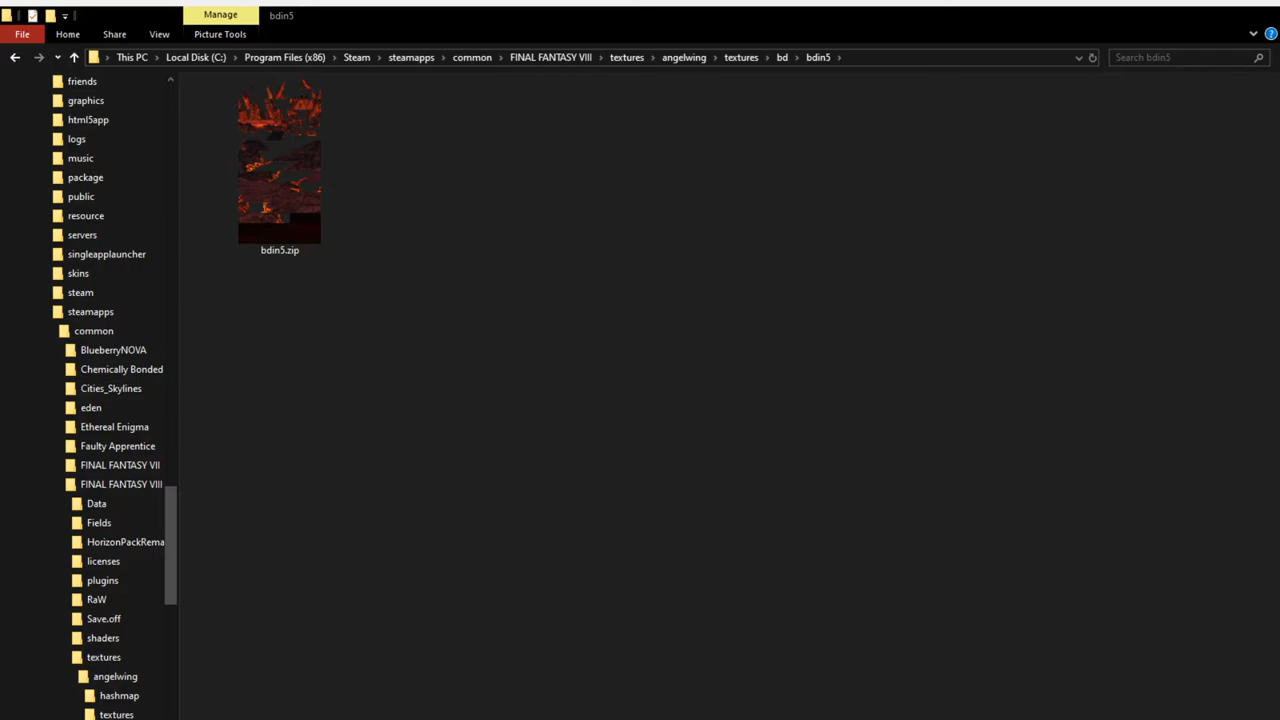 Manage
bdin5
File
Home
Share
View
Picture Tools
This PC
Local Disk (C:)
Program Files (x86)
Steam
steamapps
common
FINAL FANTASY VIII
textures
angelwing
textures
bd
bdin5
Search bdin5
friends
graphics
html5app
logs
music
package
public
resource
servers
singleapplauncher
skins
steam
steamapps
common
BlueberryNOVA
Chemically Bonded
Cities_Skylines
eden
Ethereal Enigma
Faulty Apprentice
FINAL FANTASY VII
FINAL FANTASY VIII
Data
Fields
HorizonPackRema
licenses
plugins
RaW
Save.off
shaders
textures
angelwing
hashmap
textures
bdin5.zip